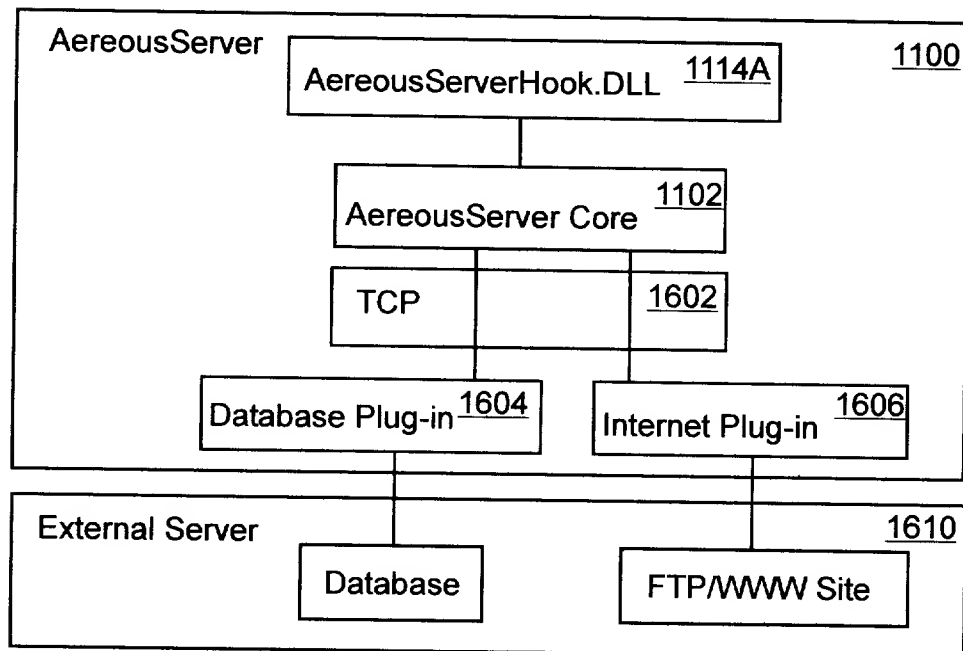 AereousServer
1100
AereousServerHook.DLL 1114A
AereousServer Core 1102
TCP 1602
Database Plug-in 1604
Internet Plug-in 1606
External Server 1610
Database
FTP/WWW Site